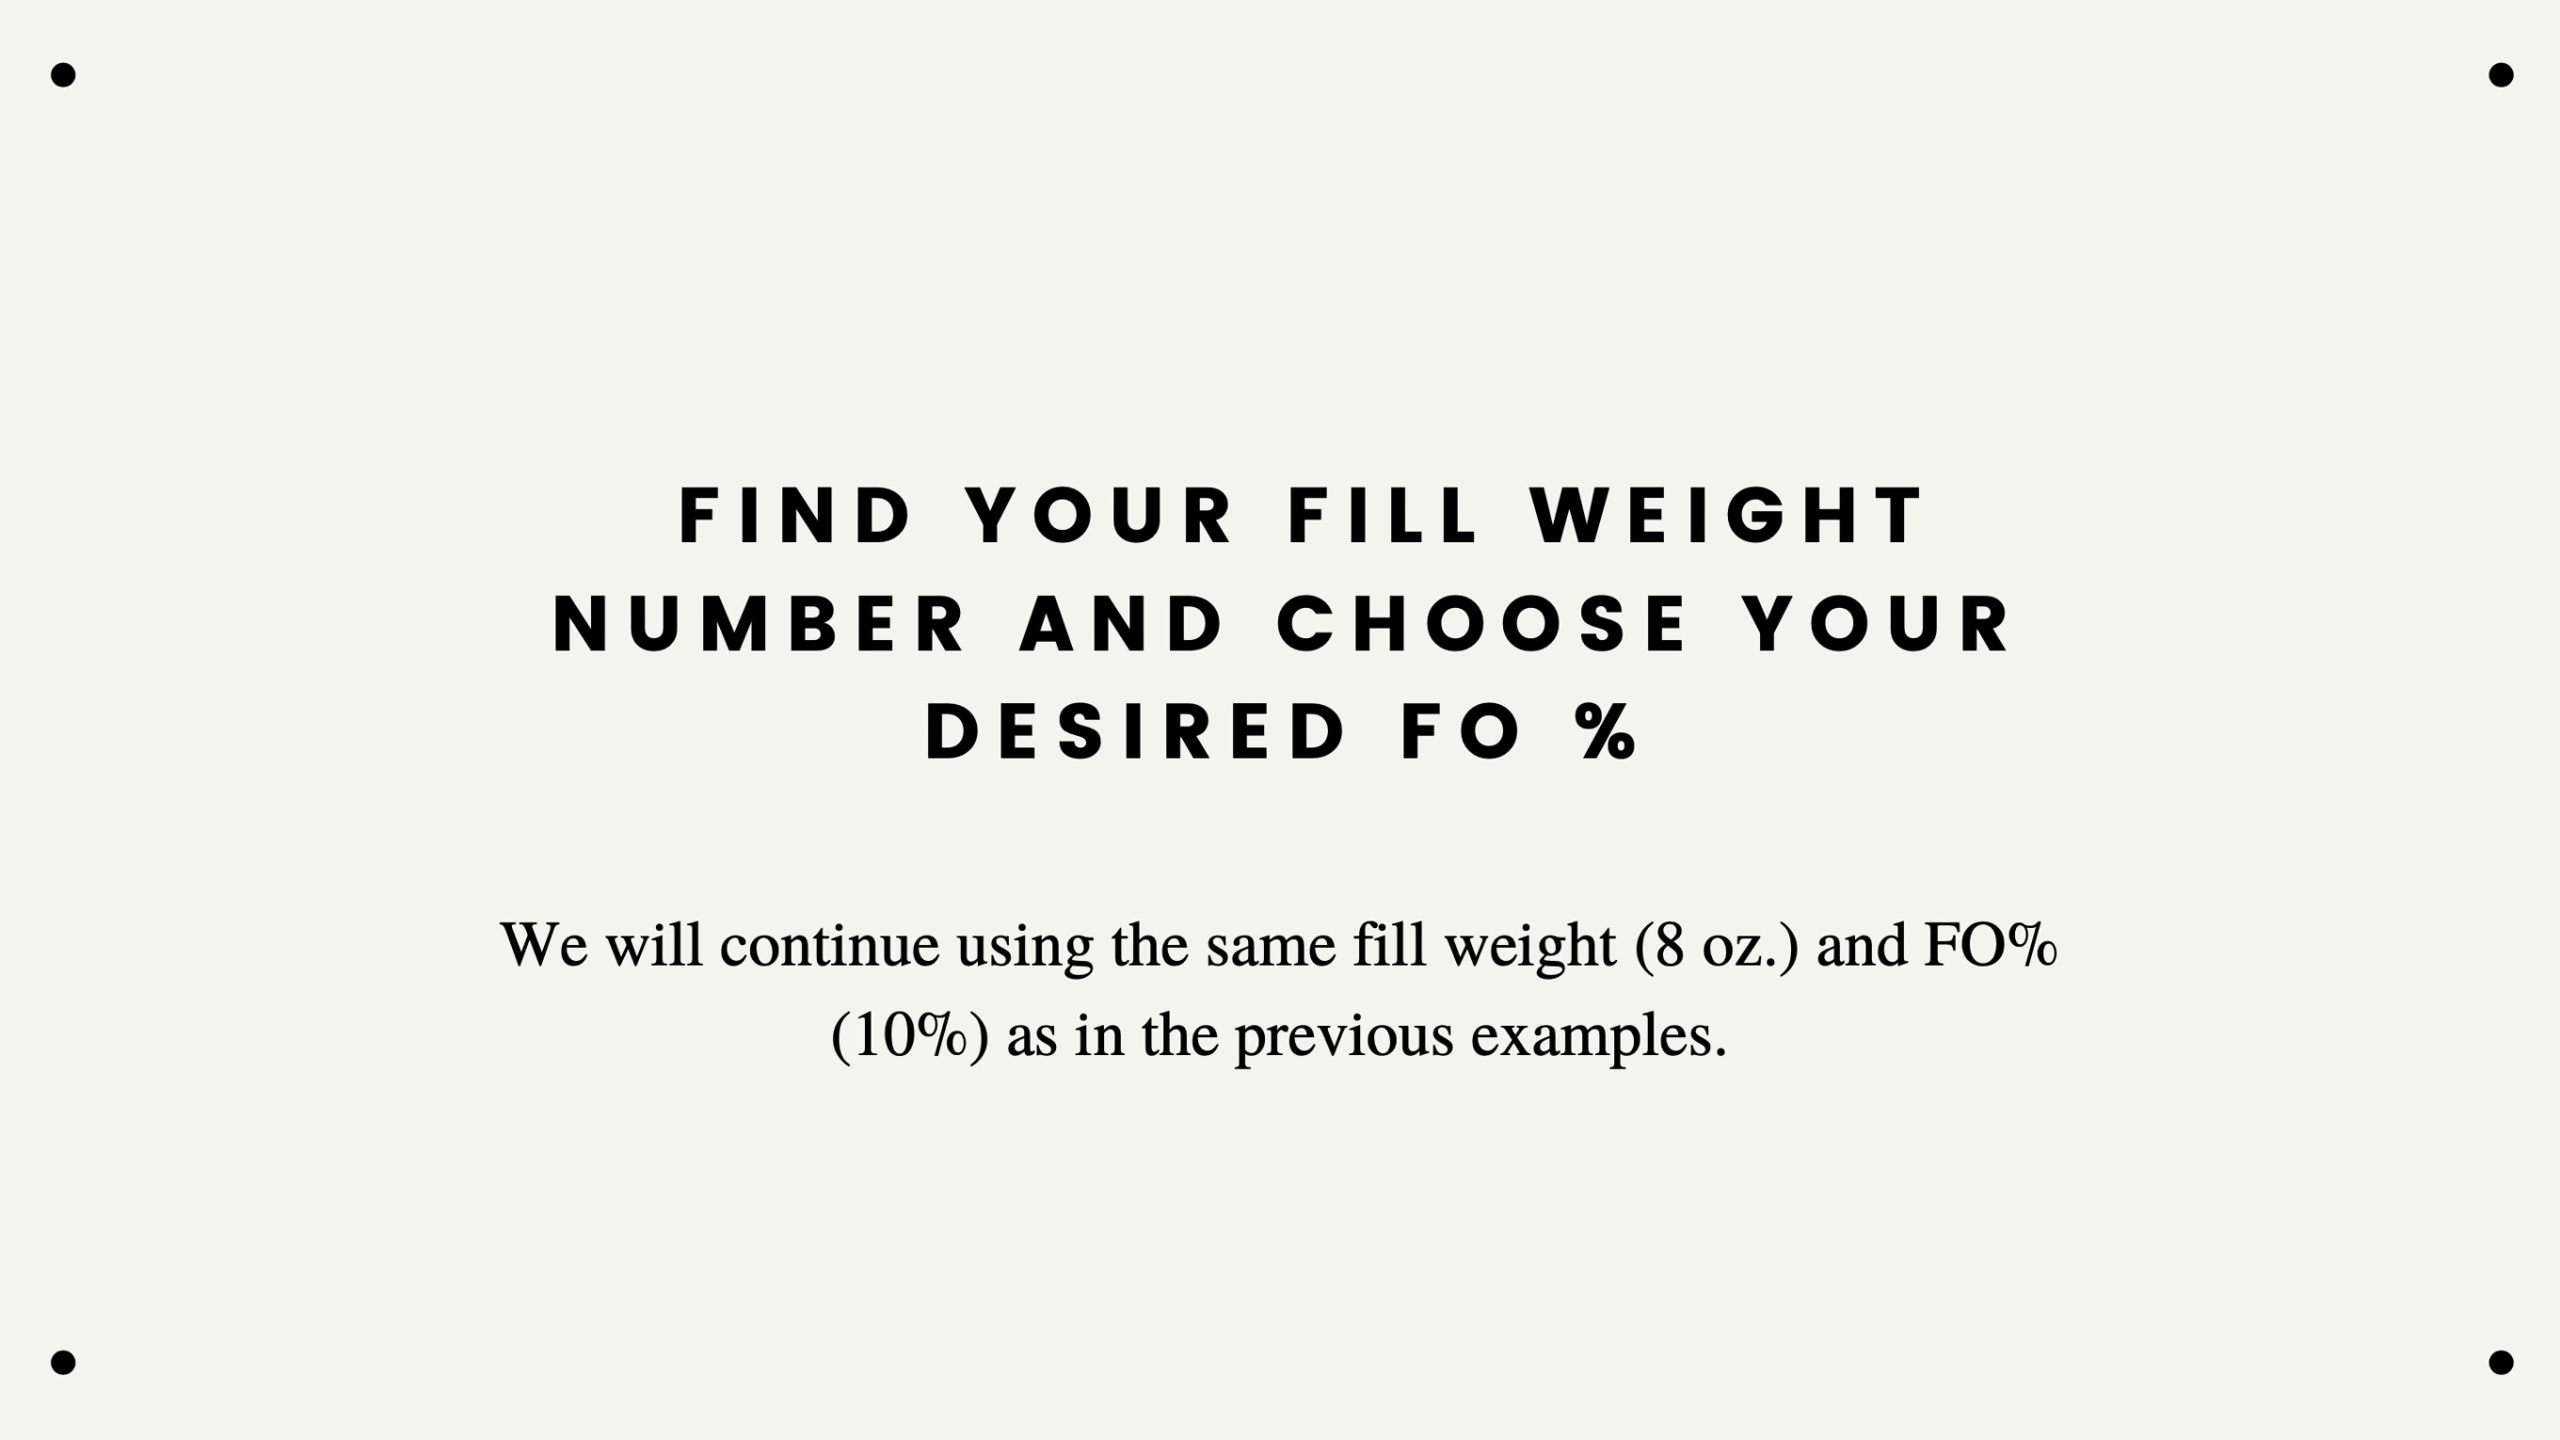 FIND YOUR FILL WEIGHT
NUMBER AND CHOOSE YOUR
DESIRED FO %
We will continue using the same fill weight (8 oz.) and FO%
(10%) as in the previous examples.